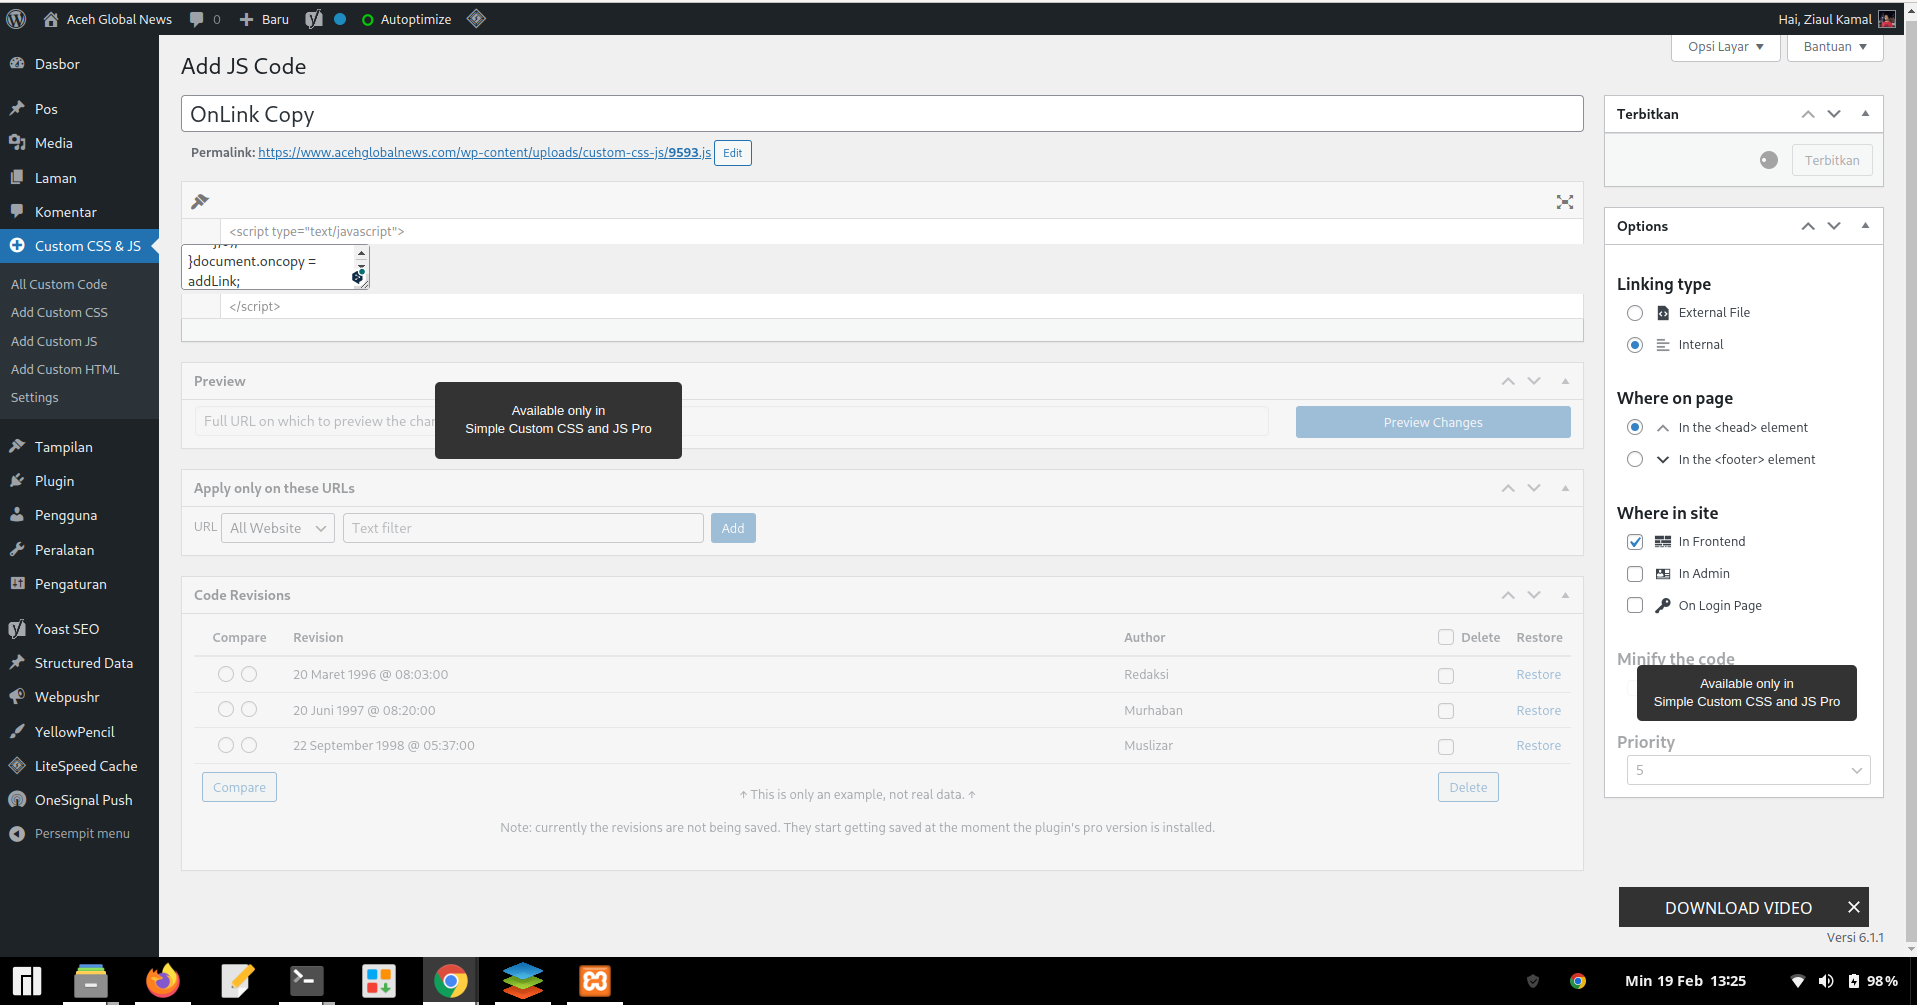 Aceh Global News
0
Baru
Autoptimize
Hai, Ziaul Kamal
Opsi Layar
Bantuan
Dasbor
Pos
Media
Laman
Komentar
Custom CSS & JS
All Custom Code
Add Custom CSS
Add Custom JS
Add Custom HTML
Settings
Tampilan
Plugin
Pengguna
Peralatan
Pengaturan
Yoast SEO
Structured Data
Webpushr
YellowPencil
LiteSpeed Cache
OneSignal Push
Persempit menu
Add JS Code
OnLink Copy
Permalink: https://www.acehglobalnews.com/wp-content/uploads/custom-css-js/9593.js Edit
<script type="text/javascript">
}document.oncopy =
addLink;
</script>
Preview
Full URL on which to preview the char
Available only in
Simple Custom CSS and JS Pro
Preview Changes
Apply only on these URLs
URL All Website Text filter Add
Code Revisions
Compare Revision Author Delete Restore
20 Maret 1996 @ 08:03:00 Redaksi Restore
20 Juni 1997 @ 08:20:00 Murhaban Restore
22 September 1998 @ 05:37:00 Muslizar Restore
Compare
↑ This is only an example, not real data. ↑
Delete
Note: currently the revisions are not being saved. They start getting saved at the moment the plugin's pro version is installed.
Terbitkan
Terbitkan
Options
Linking type
External File
Internal
Where on page
In the <head> element
In the <footer> element
Where in site
In Frontend
In Admin
On Login Page
Minify the code
Available only in
Simple Custom CSS and JS Pro
Priority
5
DOWNLOAD VIDEO
Versi 6.1.1
Min 19 Feb 13:25
98%